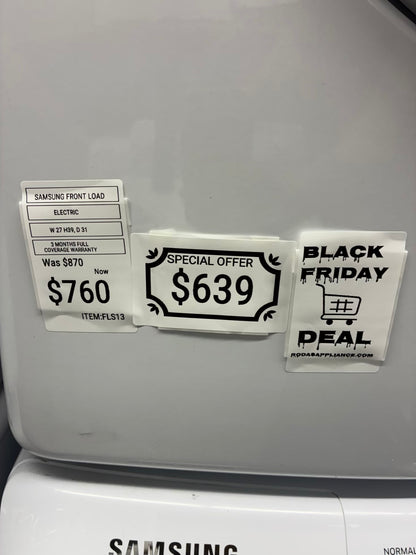 SAMSUNG FRONT LOAD
ELECTRIC
W 27 H39, D 31
3 MONTHS FULL
COVERAGE WARRANTY
Was $870
Now
$760
ITEM:FLS13
SPECIAL OFFER
$639
BLACK
FRIDAY
DEAL
RODASAPPLIANCE.COM
SAMSUNG
NORMAL